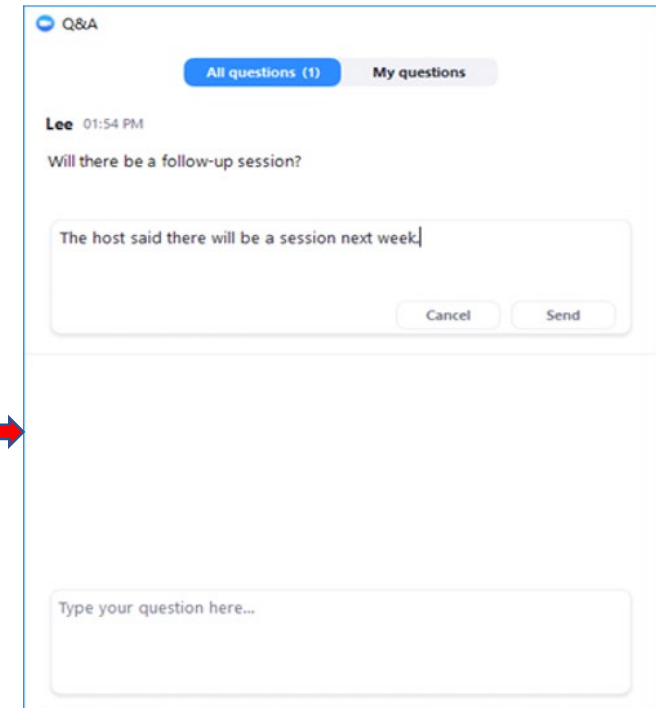 Q&A
All questions (1) My questions
Lee 01:54 PM
Will there be a follow-up session?
The host said there will be a session next week.
Cancel Send
Type your question here...